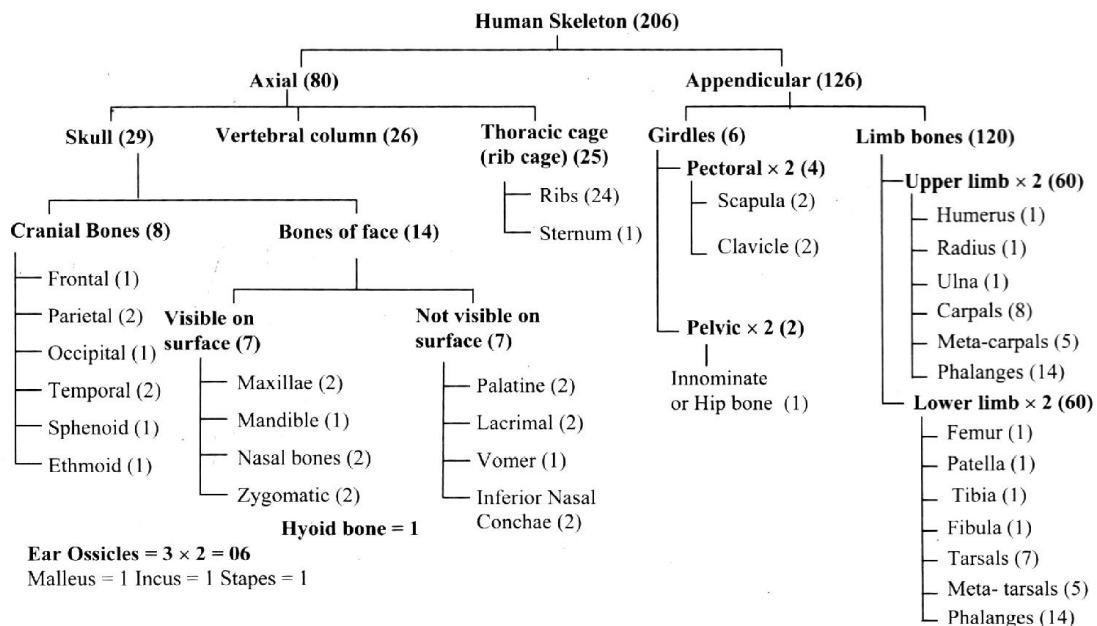 Human Skeleton (206)
Axial (80)
Appendicular (126)
Skull (29)
Vertebral column (26)
Thoracic cage
(rib cage) (25)
Ribs (24)
Sternum (1)
Cranial Bones (8)
Frontal (1)
Parietal (2)
Occipital (1)
Temporal (2)
Sphenoid (1)
Ethmoid (1)
Bones of face (14)
Visible on
surface (7)
Maxillae (2)
Mandible (1)
Nasal bones (2)
Zygomatic (2)
Not visible on
surface (7)
Palatine (2)
Lacrimal (2)
Vomer (1)
Inferior Nasal
Conchae (2)
Hyoid bone = 1
Ear Ossicles = 3 × 2 = 06
Malleus = 1 Incus = 1 Stapes = 1
Girdles (6)
Pectoral × 2 (4)
Scapula (2)
Clavicle (2)
Pelvic × 2 (2)
Innominate
or Hip bone (1)
Limb bones (120)
Upper limb × 2 (60)
Humerus (1)
Radius (1)
Ulna (1)
Carpals (8)
Meta-carpals (5)
Phalanges (14)
Lower limb × 2 (60)
Femur (1)
Patella (1)
Tibia (1)
Fibula (1)
Tarsals (7)
Meta- tarsals (5)
Phalanges (14)